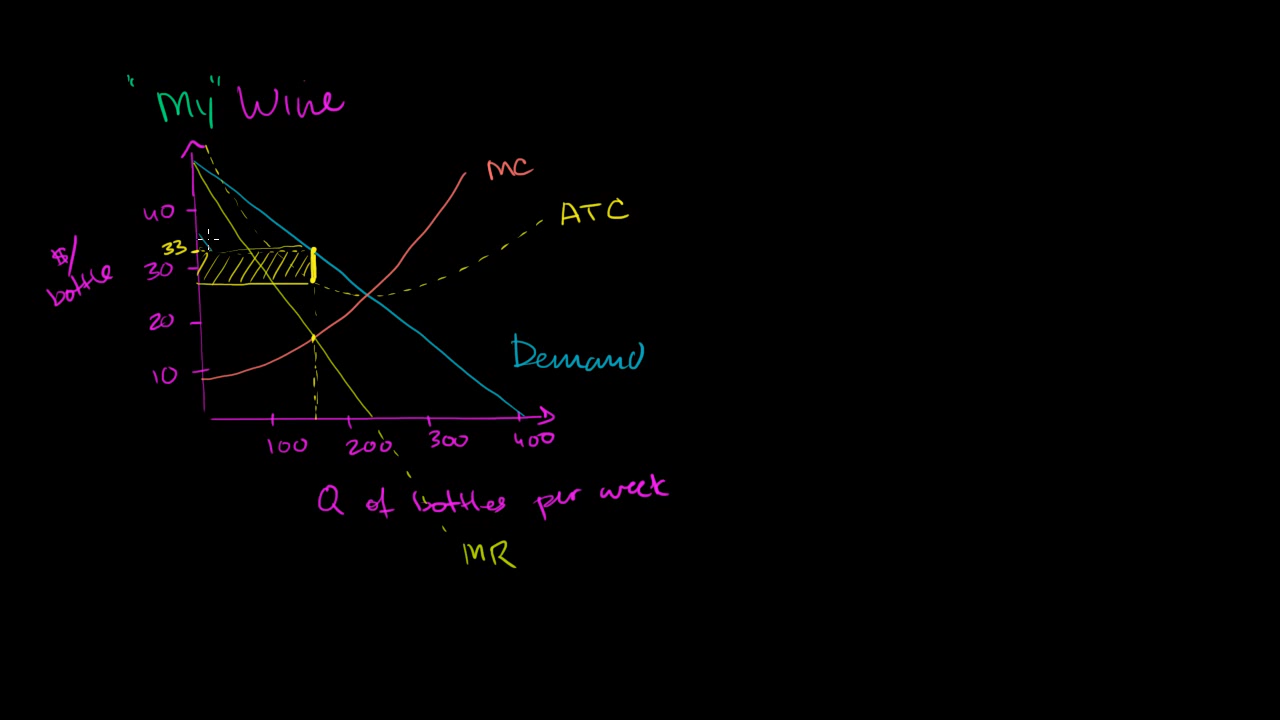 "My" Wine
MC
ATC
40
33
30
20
10
$/
bottle
Demand
100 200 300 400
Q of bottles per week
MR